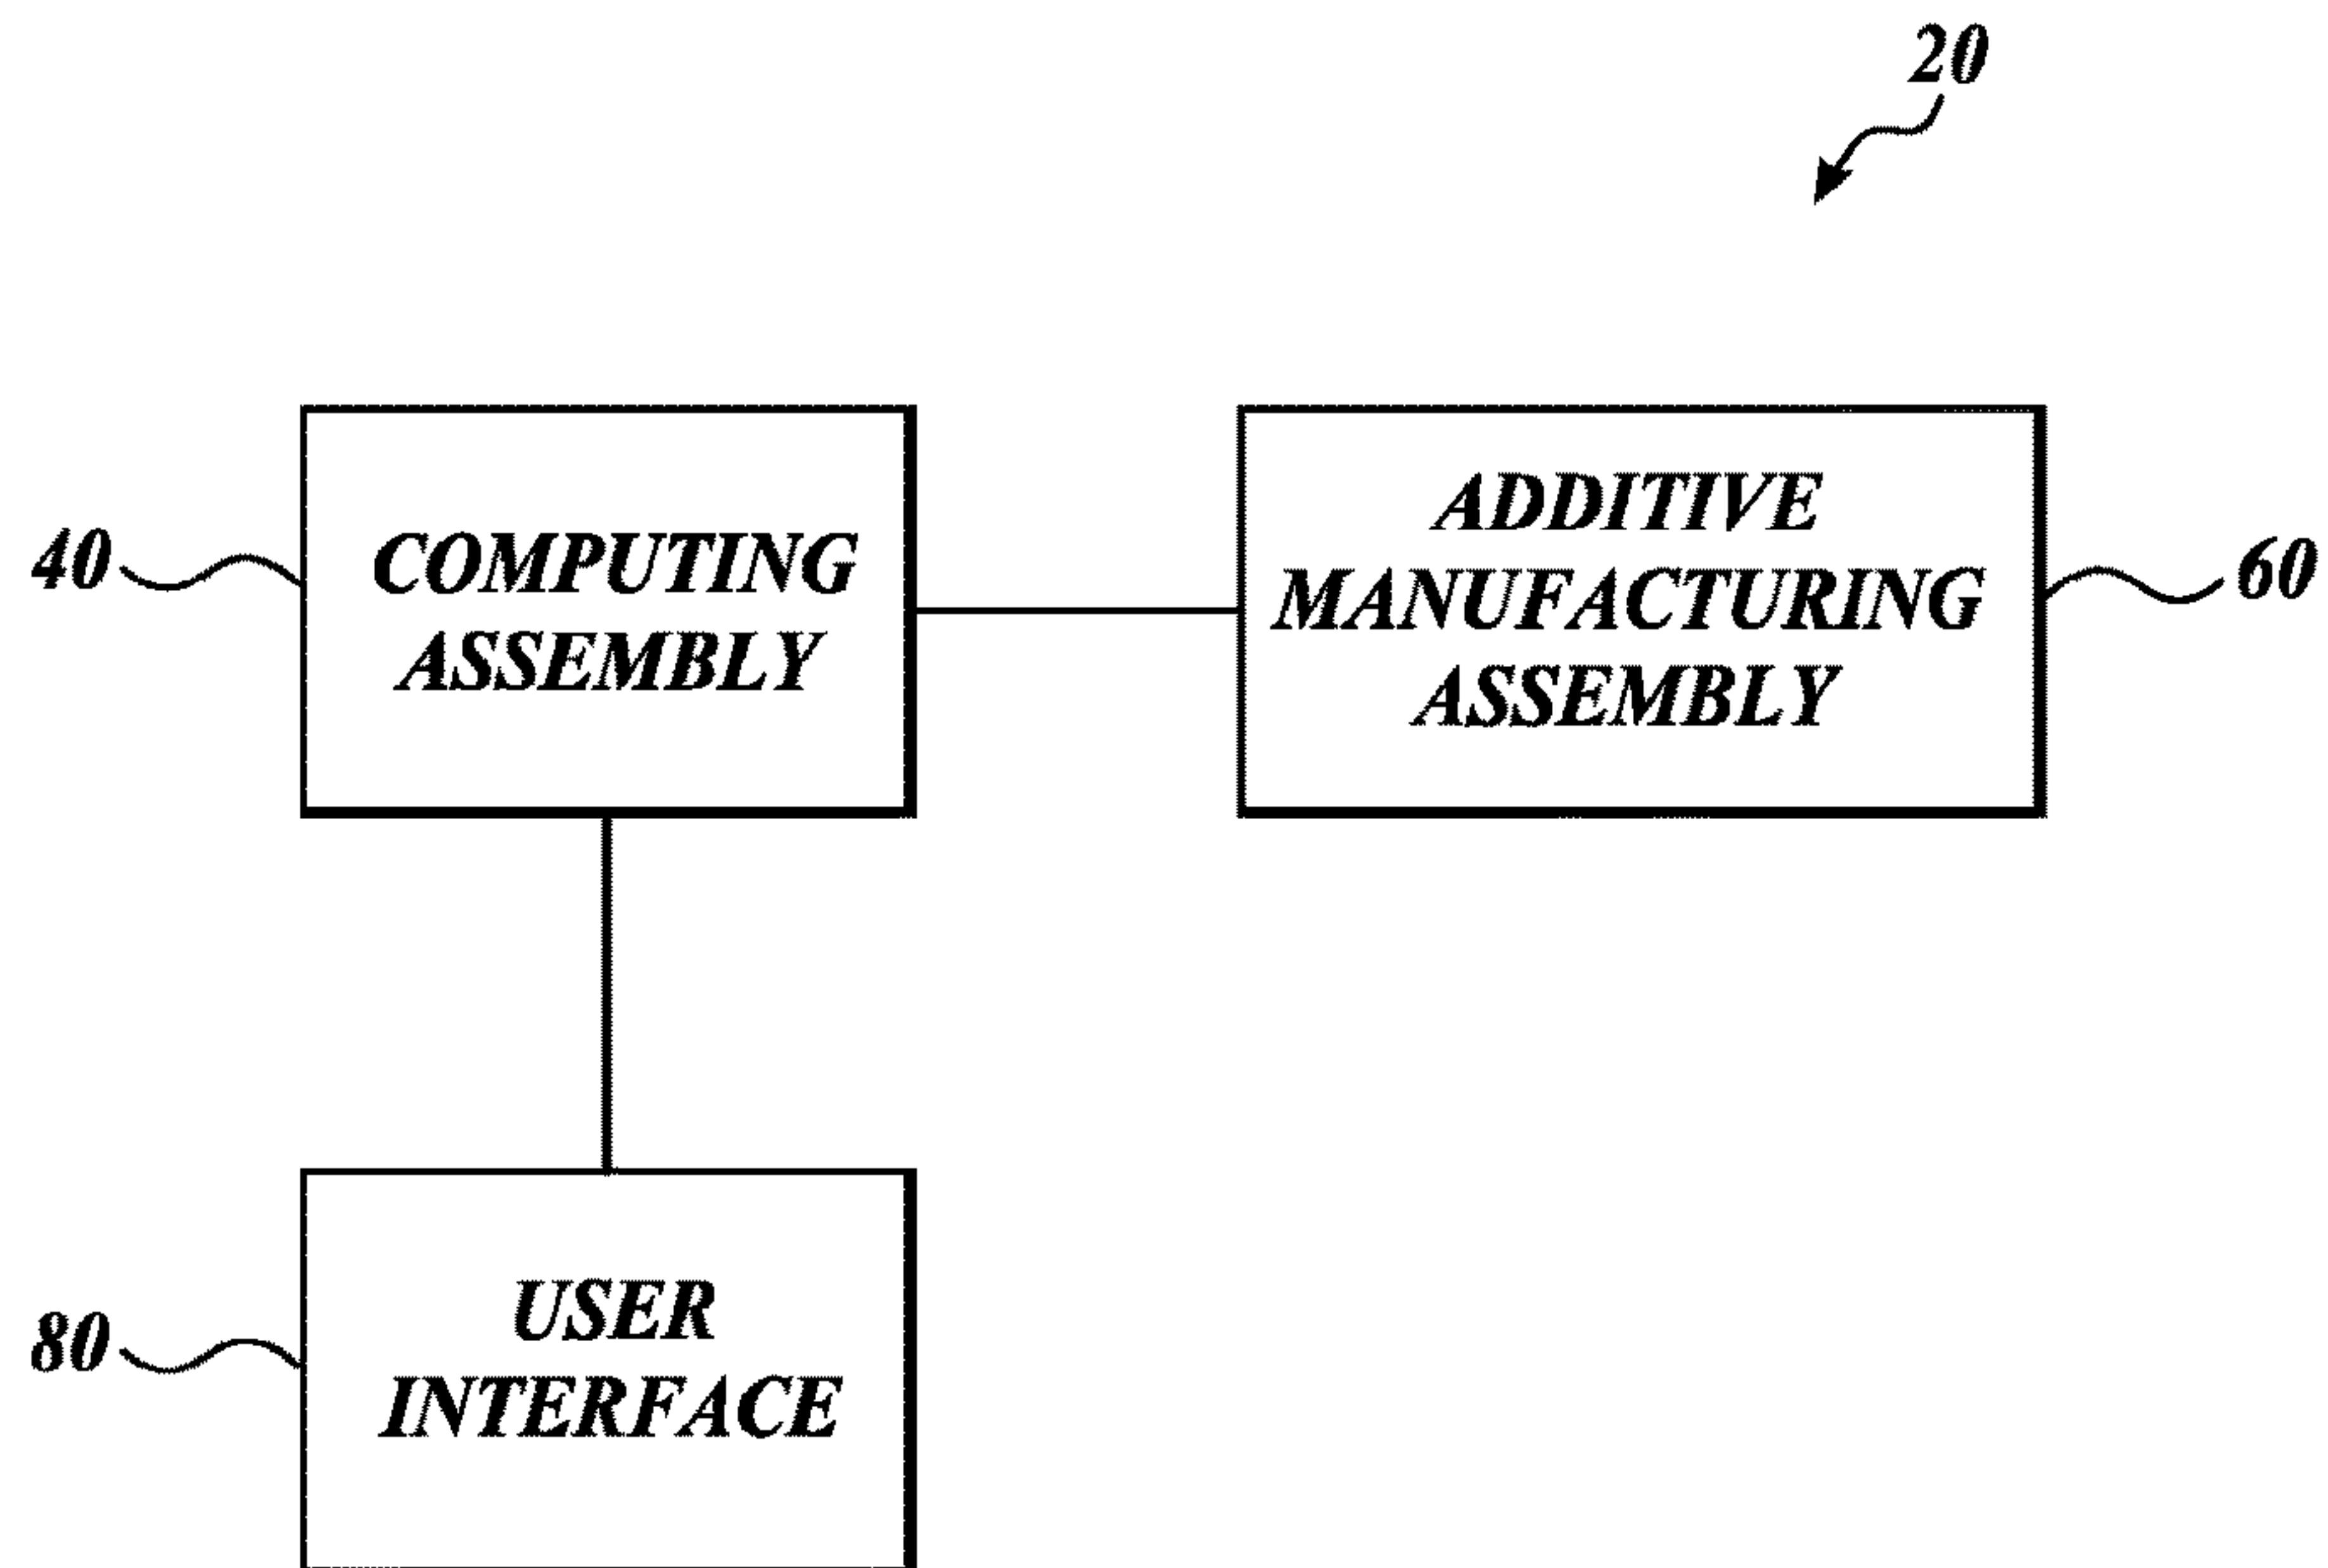 20
40
COMPUTING
ASSEMBLY
ADDITIVE
MANUFACTURING
ASSEMBLY
60
80
USER
INTERFACE